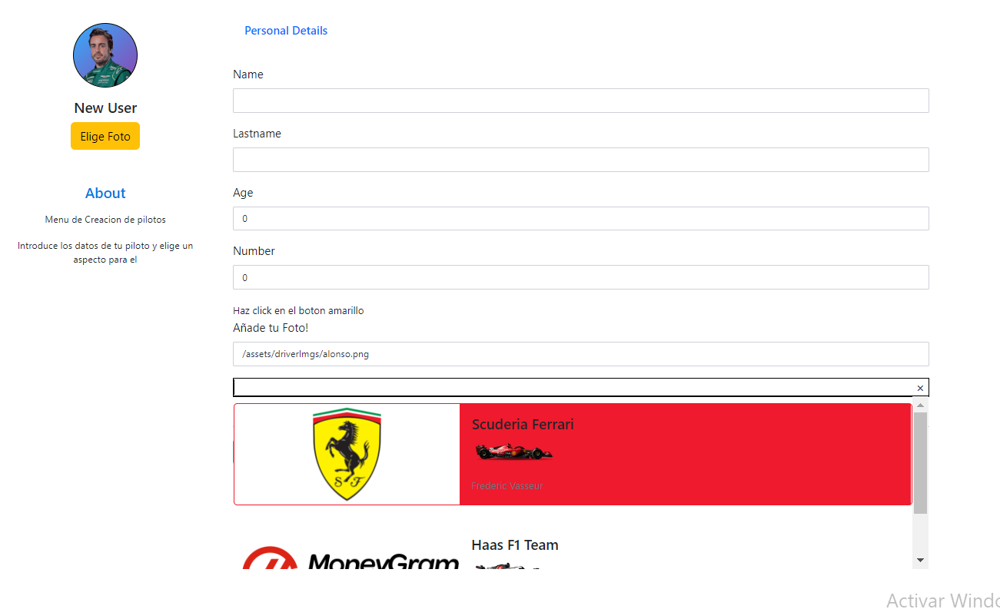 Personal Details
New User
Elige Foto
About
Menu de Creacion de pilotos
Introduce los datos de tu piloto y elige un
aspecto para el
Name
Lastname
Age
0
Number
0
Haz click en el boton amarillo
Añade tu Foto!
/assets/driverImgs/alonso.png
×
S F
Scuderia Ferrari
Frederic Vasseur
MoneyGram
Haas F1 Team
Activar Windo